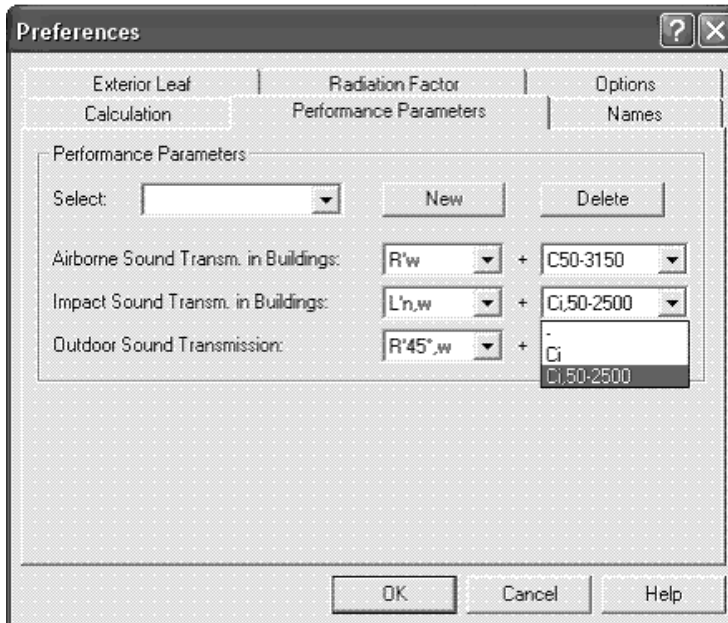 Preferences
Exterior Leaf Radiation Factor Options
Calculation Performance Parameters Names
Performance Parameters
Select: New Delete
Airborne Sound Transm. in Buildings: R'w + C50-3150
Impact Sound Transm. in Buildings: L'n,w + Ci,50-2500
Outdoor Sound Transmission: R'45°,w + -
Ci
Ci,50-2500
OK Cancel Help